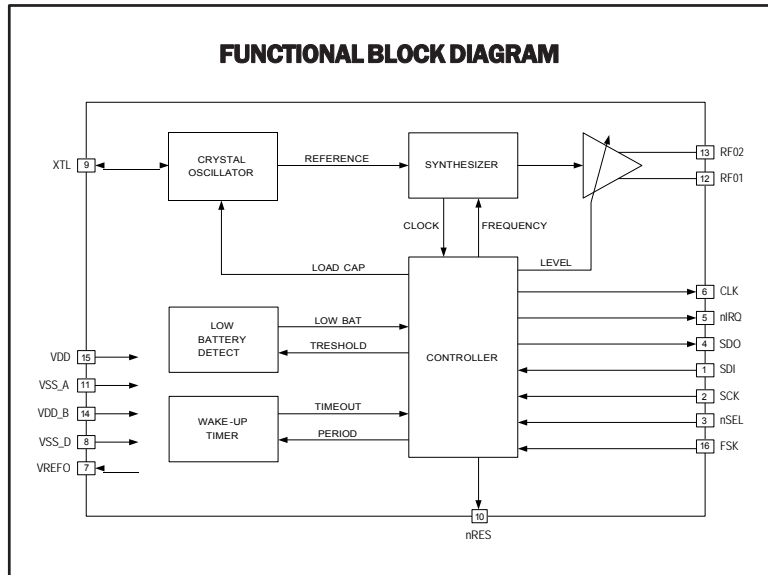 FUNCTIONAL BLOCK DIAGRAM
XTL 9
CRYSTAL
OSCILLATOR
REFERENCE
SYNTHESIZER
13 RF02
12 RF01
CLOCK
FREQUENCY
LOAD CAP
LEVEL
6 CLK
5 nIRQ
4 SDO
1 SDI
2 SCK
3 nSEL
16 FSK
LOW
BATTERY
DETECT
LOW BAT
TRESHOLD
CONTROLLER
VDD 15
VSS_A 11
VDD_B 14
VSS_D 8
VREFO 7
WAKE-UP
TIMER
TIMEOUT
PERIOD
10
nRES